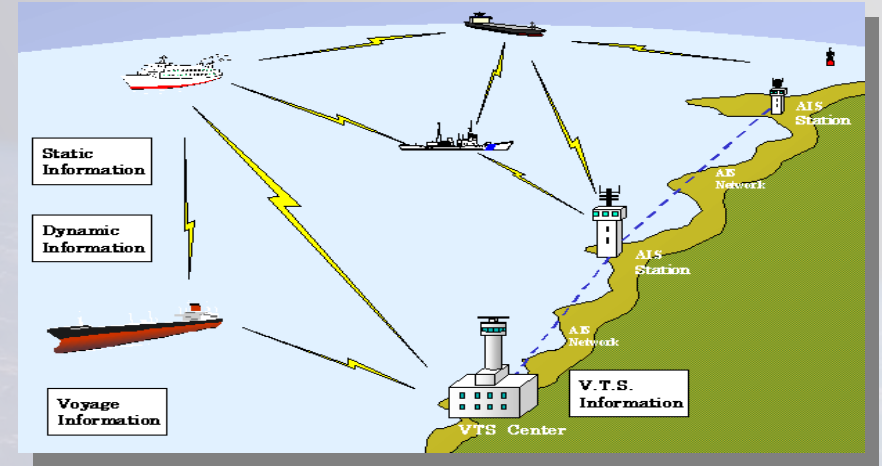 AIS
Station
Static
Information
AIS
Network
Dynamic
Information
AIS
Station
AIS
Network
V.T.S.
Information
Voyage
Information
VTS Center